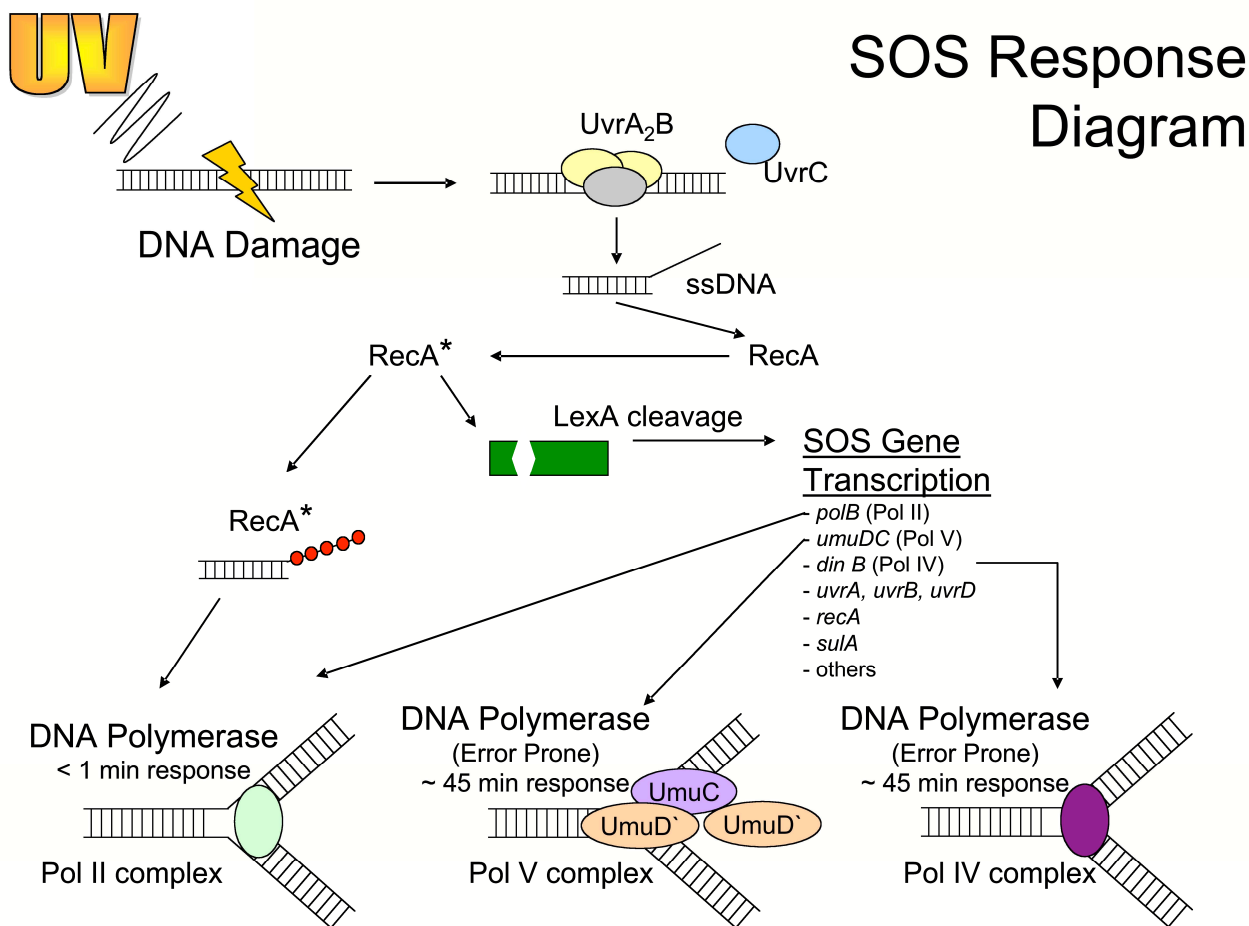 UV
SOS Response
Diagram
UvrA₂B
UvrC
DNA Damage
ssDNA
RecA*
RecA
LexA cleavage
SOS Gene
Transcription
- polB (Pol II)
- umuDC (Pol V)
- din B (Pol IV)
- uvrA, uvrB, uvrD
- recA
- sulA
- others
RecA*
DNA Polymerase
< 1 min response
Pol II complex
DNA Polymerase
(Error Prone)
~ 45 min response
UmuC
UmuD`
UmuD`
Pol V complex
DNA Polymerase
(Error Prone)
~ 45 min response
Pol IV complex